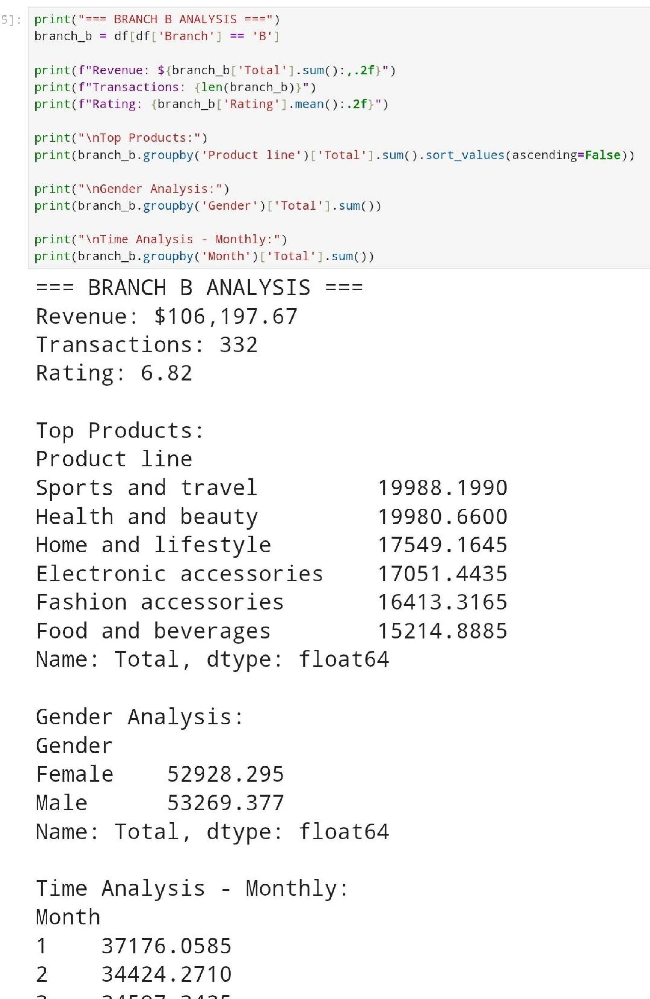 5]:
print("=== BRANCH B ANALYSIS ===")
branch_b = df[df['Branch'] == 'B']
print(f"Revenue: ${branch_b['Total'].sum():,.2f}")
print(f"Transactions: {len(branch_b)}")
print(f"Rating: {branch_b['Rating'].mean():.2f}")
print("\nTop Products:")
print(branch_b.groupby('Product line')['Total'].sum().sort_values(ascending=False))
print("\nGender Analysis:")
print(branch_b.groupby('Gender')['Total'].sum())
print("\nTime Analysis - Monthly:")
print(branch_b.groupby('Month')['Total'].sum())
=== BRANCH B ANALYSIS ===
Revenue: $106,197.67
Transactions: 332
Rating: 6.82
Top Products:
Product line
Sports and travel 19988.1990
Health and beauty 19980.6600
Home and lifestyle 17549.1645
Electronic accessories 17051.4435
Fashion accessories 16413.3165
Food and beverages 15214.8885
Name: Total, dtype: float64
Gender Analysis:
Gender
Female 52928.295
Male 53269.377
Name: Total, dtype: float64
Time Analysis - Monthly:
Month
1 37176.0585
2 34424.2710